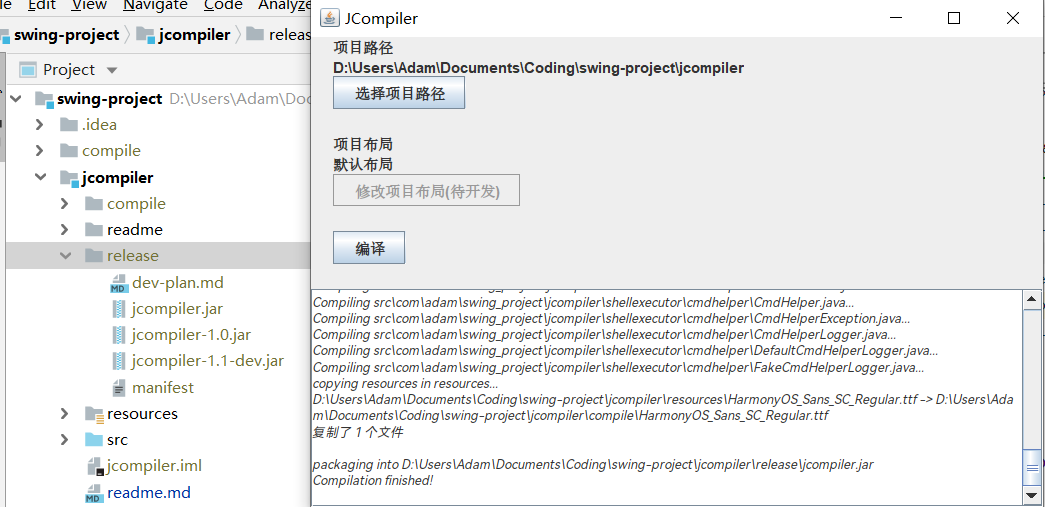 Edit View Navigate Code
swing-project jcompiler
Project
swing-project D:\Users\Adam\Do
.idea
compile
jcompiler
compile
readme
release
dev-plan.md
jcompiler.jar
jcompiler-1.0.jar
jcompiler-1.1-dev.jar
manifest
resources
src
jcompiler.iml
readme.md
JCompiler
项目路径
D:\Users\Adam\Documents\Coding\swing-project\jcompiler
选择项目路径
项目布局
默认布局
修改项目布局(待开发)
编译
Compiling src\com\adam\swing_project\jcompiler\shellexecutor\cmdhelper\CmdHelper.java...
Compiling src\com\adam\swing_project\jcompiler\shellexecutor\cmdhelper\CmdHelperException.java...
Compiling src\com\adam\swing_project\jcompiler\shellexecutor\cmdhelper\CmdHelperLogger.java...
Compiling src\com\adam\swing_project\jcompiler\shellexecutor\cmdhelper\DefaultCmdHelperLogger.java...
Compiling src\com\adam\swing_project\jcompiler\shellexecutor\cmdhelper\FakeCmdHelperLogger.java...
copying resources in resources...
D:\Users\Adam\Documents\Coding\swing-project\jcompiler\resources\HarmonyOS_Sans_SC_Regular.ttf -> D:\Users\Ada
m\Documents\Coding\swing-project\jcompiler\compile\HarmonyOS_Sans_SC_Regular.ttf
复制了 1 个文件
packaging into D:\Users\Adam\Documents\Coding\swing-project\jcompiler\release\jcompiler.jar
Compilation finished!